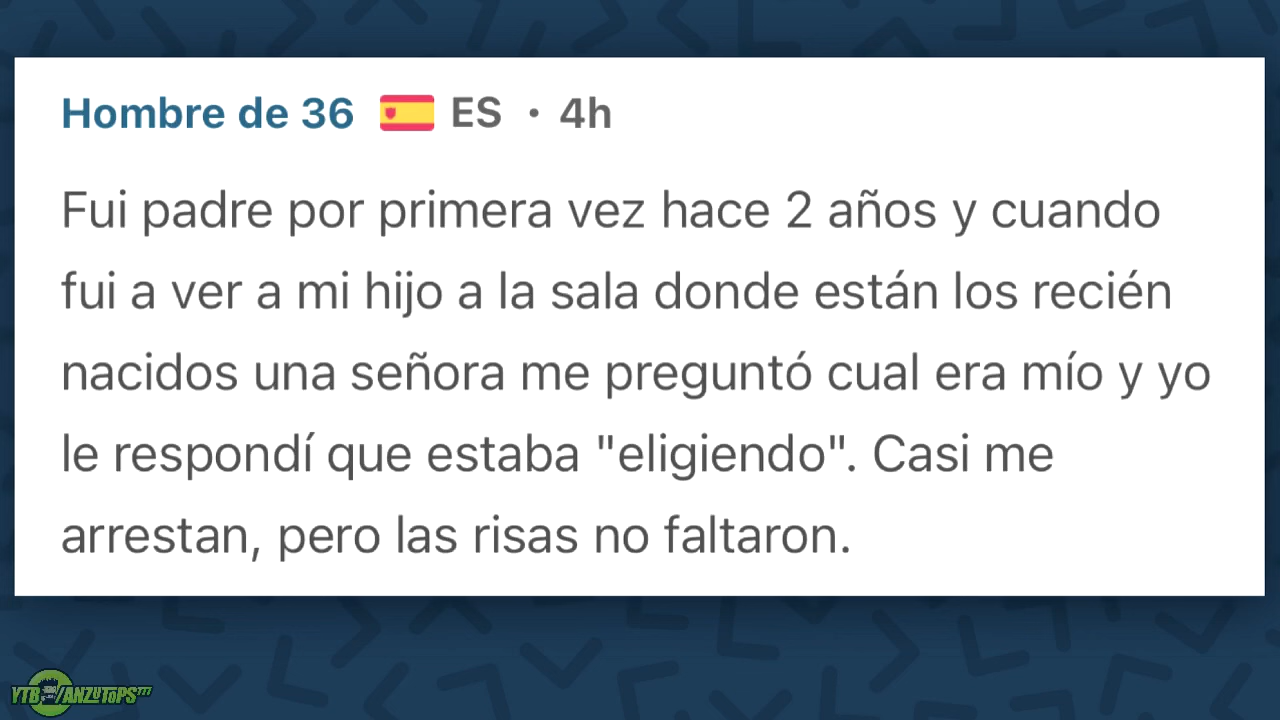 Hombre de 36 ES · 4h
Fui padre por primera vez hace 2 años y cuando
fui a ver a mi hijo a la sala donde están los recién
nacidos una señora me preguntó cual era mío y yo
le respondí que estaba "eligiendo". Casi me
arrestan, pero las risas no faltaron.
YTB/ANZUTOPS777